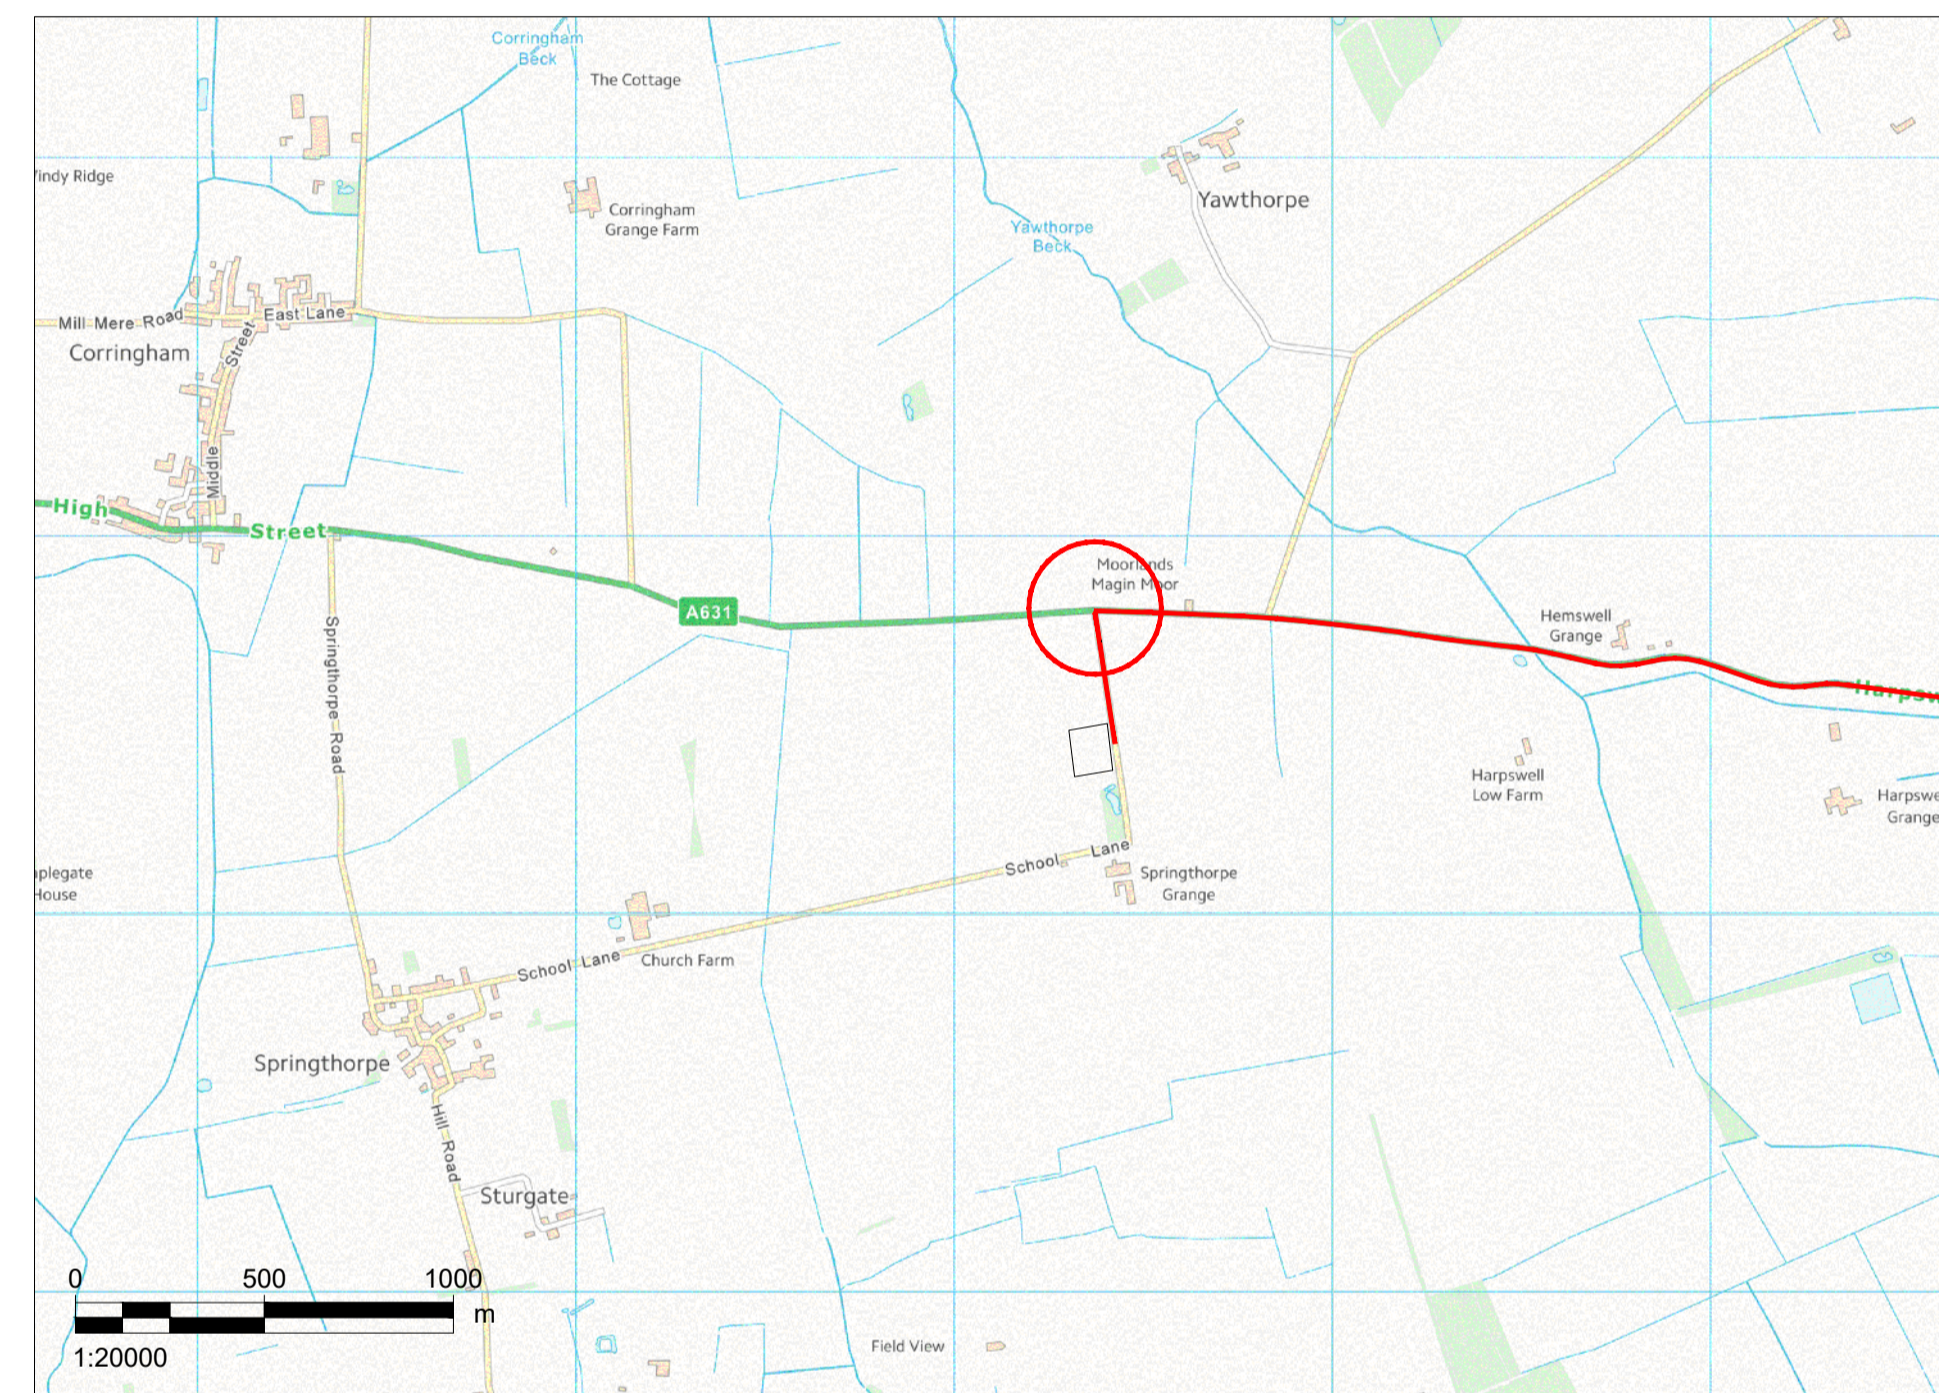 Corringham
Beck
The Cottage
indy Ridge
Corringham
Grange Farm
Yawthorpe
Yawthorpe
Beck
Mill Mere Road
East Lane
Street
Corringham
Middle
High
Street
Moorlands
Magin Moor
A631
Hemswell
Grange
Springthorpe Road
Harpsw
Harpswell
Low Farm
Harpswe
Grange
School Lane
plegate
House
Springthorpe
Grange
School Lane
Church Farm
Springthorpe
Hill Road
Sturgate
0 500 1000
m
Field View
1:20000